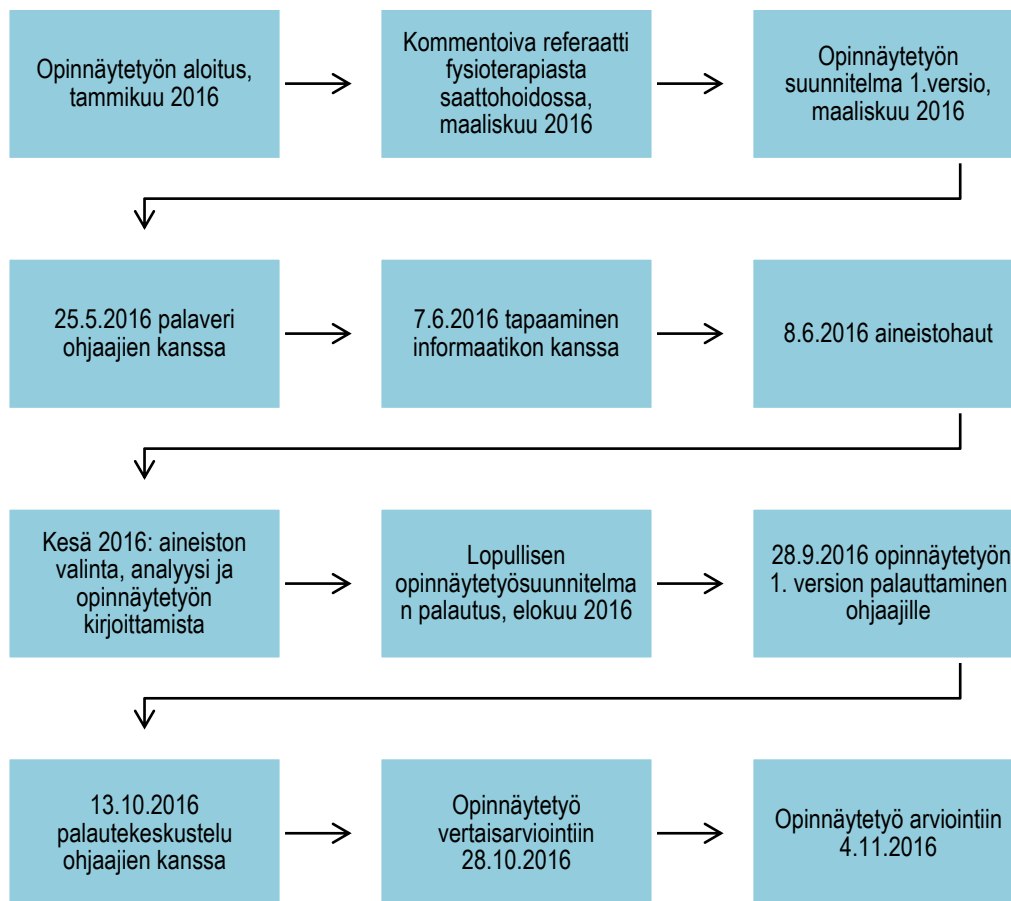 Opinnäytetyön aloitus,
tammikuu 2016
Kommentoiva referaatti
fysioterapiasta
saattohoidossa,
maaliskuu 2016
Opinnäytetyön
suunnitelma 1.versio,
maaliskuu 2016
25.5.2016 palaveri
ohjaajien kanssa
7.6.2016 tapaaminen
informaatikon kanssa
8.6.2016 aineistohaut
Kesä 2016: aineiston
valinta, analyysi ja
opinnäytetyön
kirjoittamista
Lopullisen
opinnäytetyösuunnitelma
n palautus, elokuu 2016
28.9.2016 opinnäytetyön
1. version palauttaminen
ohjaajille
13.10.2016
palautekeskustelu
ohjaajien kanssa
Opinnäytetyö
vertaisarviointiin
28.10.2016
Opinnäytetyö arviointiin
4.11.2016